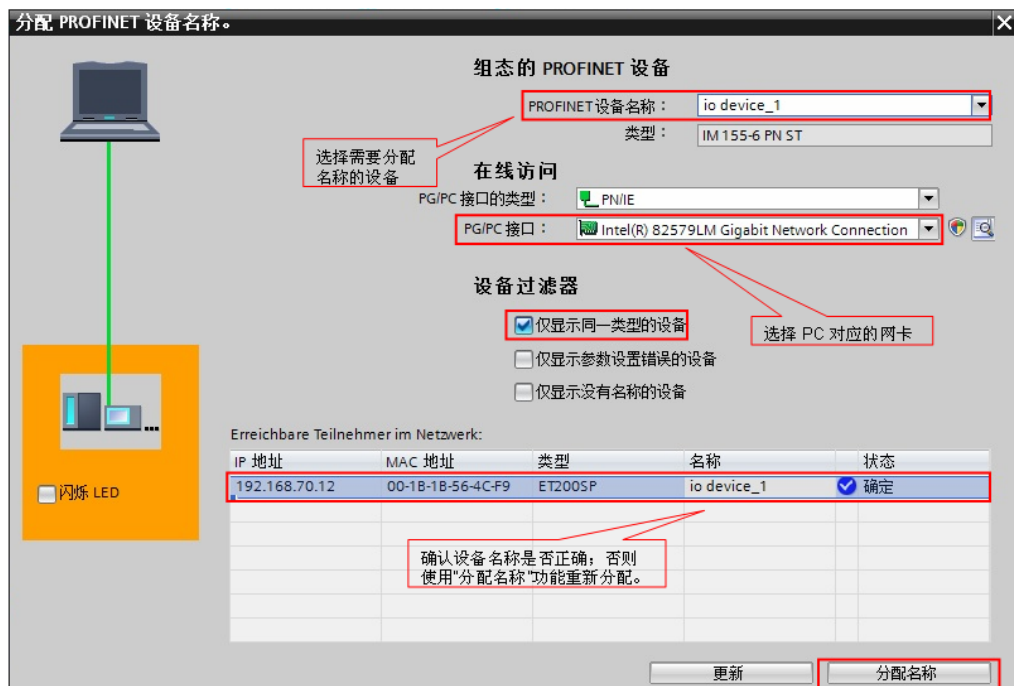 分配 PROFINET 设备名称。
组态的 PROFINET 设备
PROFINET设备名称：
io device_1
类型：
IM 155-6 PN ST
选择需要分配
名称的设备
在线访问
PG/PC 接口的类型：
PN/IE
PG/PC 接口：
Intel(R) 82579LM Gigabit Network Connection
设备过滤器
仅显示同一类型的设备
选择 PC 对应的网卡
仅显示参数设置错误的设备
仅显示没有名称的设备
...
闪烁 LED
Erreichbare Teilnehmer im Netzwerk:
IP 地址 MAC 地址 类型 名称 状态
192.168.70.12 00-1B-1B-56-4C-F9 ET200SP io device_1 确定
确认设备名称是否正确；否则
使用"分配名称"功能重新分配。
更新
分配名称